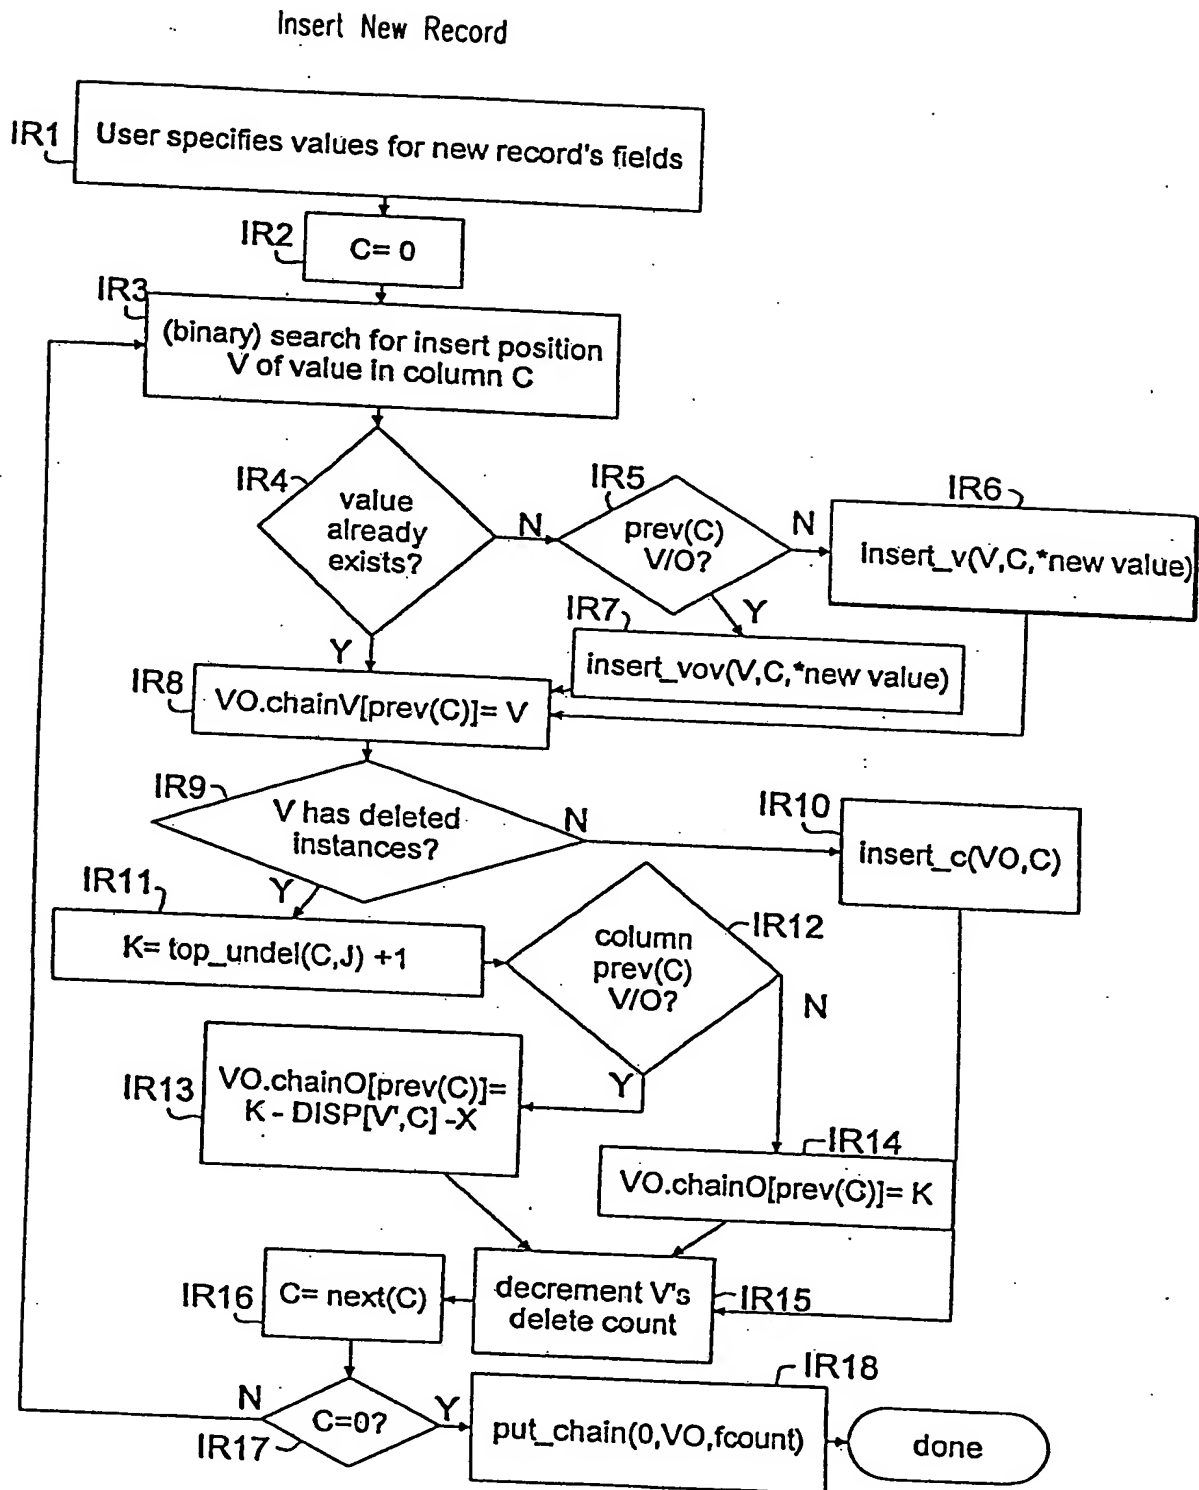 Insert New Record
IR1
User specifies values for new record's fields
IR2
C= 0
IR3
(binary) search for insert position
V of value in column C
IR4
value
already
exists?
N
Y
IR5
prev(C)
V/O?
N
Y
IR6
insert_v(V,C,*new value)
IR7
insert_vov(V,C,*new value)
IR8
VO.chainV[prev(C)]= V
IR9
V has deleted
instances?
N
Y
IR10
insert_c(VO,C)
IR11
K= top_undel(C,J) +1
IR12
column
prev(C)
V/O?
N
Y
IR13
VO.chainO[prev(C)]=
K - DISP[V',C] -X
IR14
VO.chainO[prev(C)]= K
IR15
decrement V's
delete count
IR16
C= next(C)
IR17
C=0?
N
Y
IR18
put_chain(0,VO,fcount)
done